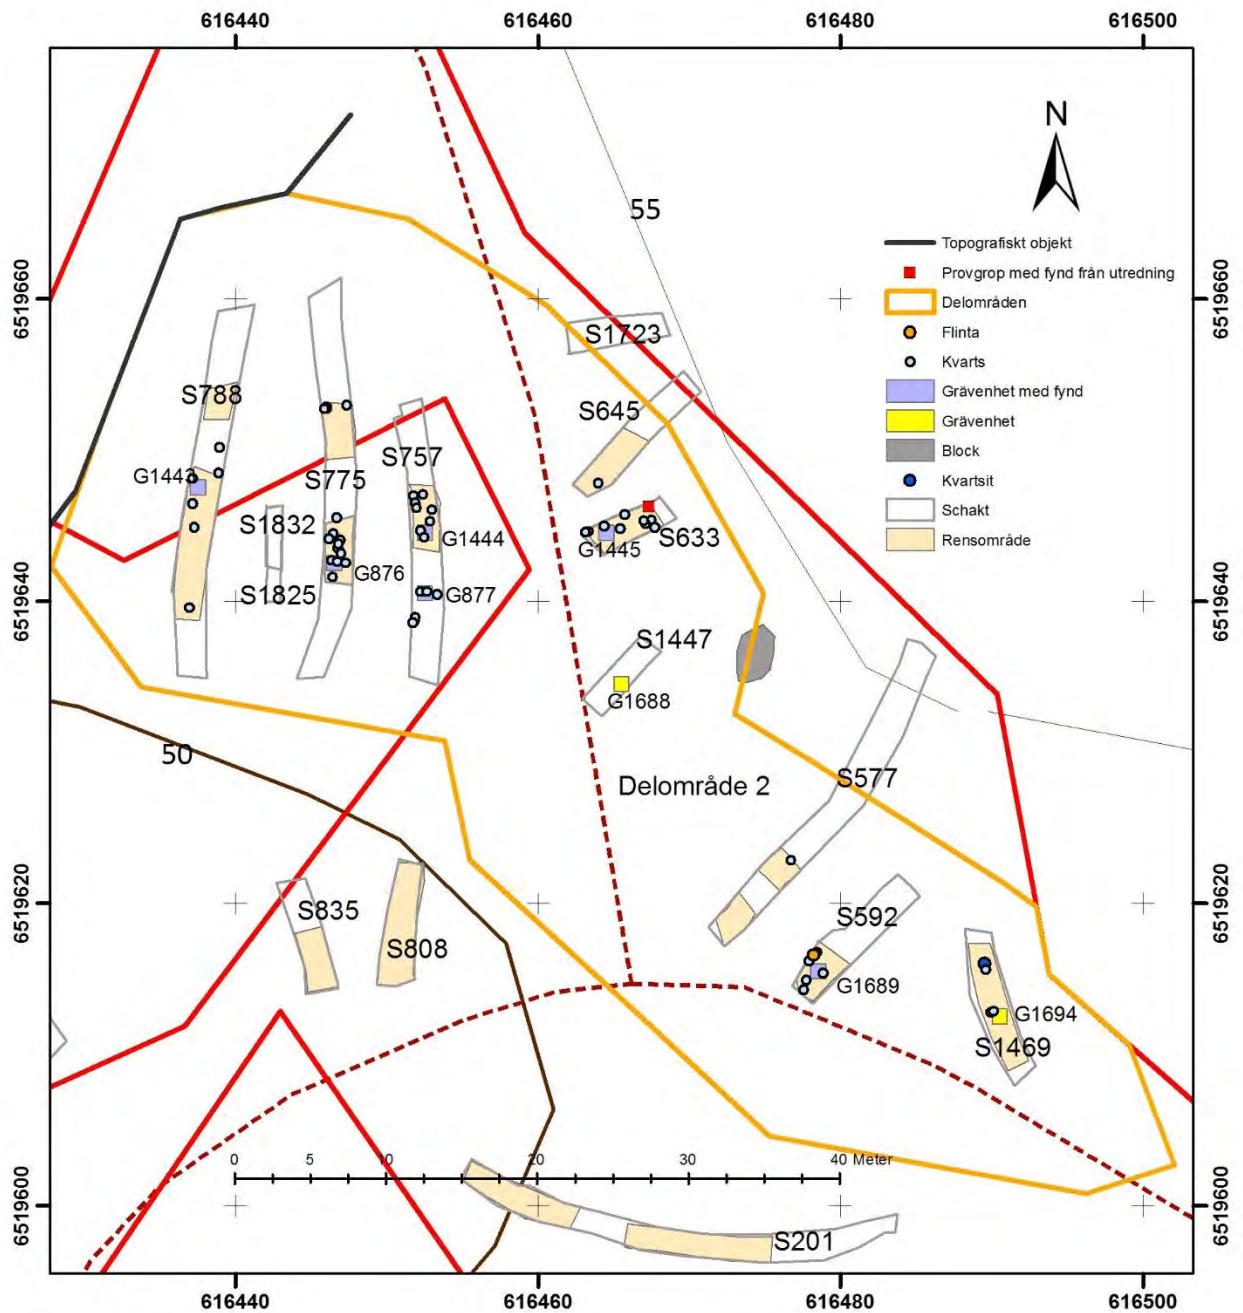 616440 616460 616480 616500
N
55
Topografiskt objekt
6519660 6519660
Provgrop med fynd från utredning
Delområden
S1723
Flinta
Kvarts
S788
Grävenhet med fynd
S645
Grävenhet
Block
S757
G1443
S775
Kvartsit
Schakt
S1832
G1444
G1445
S633
Rensområde
G876
S1825
G877
6519640 6519640
S1447
G1688
50
S577
Delområde 2
6519620 6519620
S835
S592
S808
G1689
G1694
S1469
0 5 10 20 30 40 Meter
6519600 6519600
S201
616440 616460 616480 616500